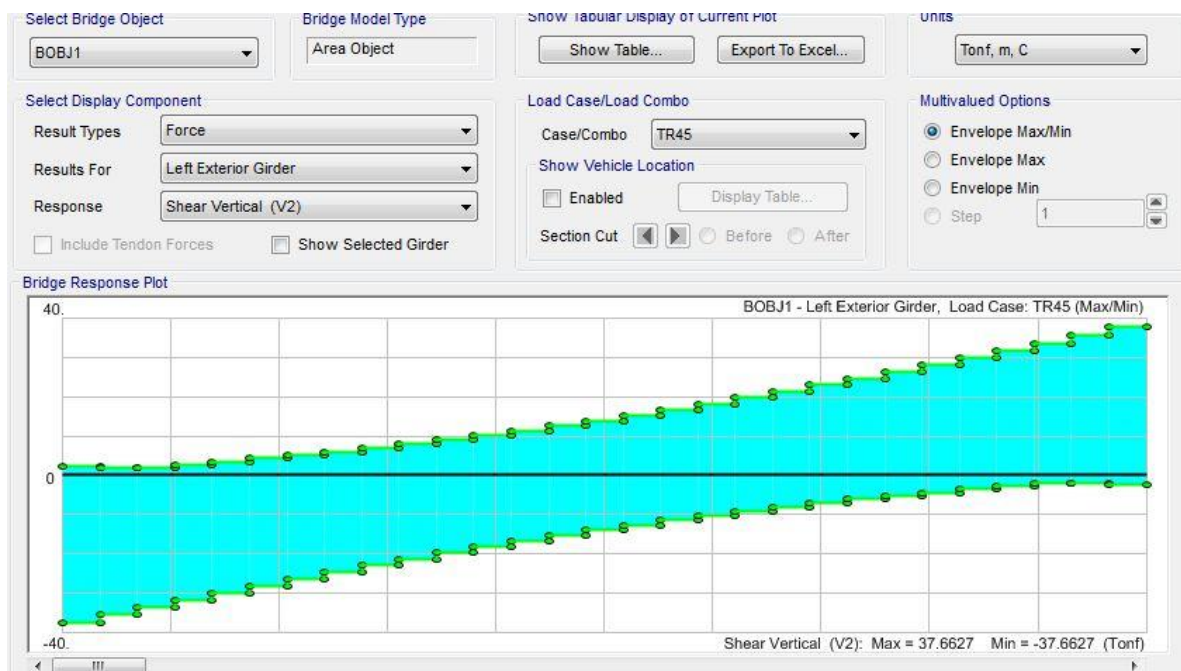 Select Bridge Object
BOBJ1
Bridge Model Type
Area Object
Show Tabular Display of Current Plot
Show Table...
Export To Excel...
Units
Tonf, m, C
Select Display Component
Result Types
Force
Results For
Left Exterior Girder
Response
Shear Vertical (V2)
Include Tendon Forces
Show Selected Girder
Load Case/Load Combo
Case/Combo
TR45
Show Vehicle Location
Enabled
Display Table...
Section Cut
Before
After
Multivalued Options
Envelope Max/Min
Envelope Max
Envelope Min
Step
1
Bridge Response Plot
BOBJ1 - Left Exterior Girder, Load Case: TR45 (Max/Min)
40.
0
-40.
Shear Vertical (V2): Max = 37.6627 Min = -37.6627 (Tonf)